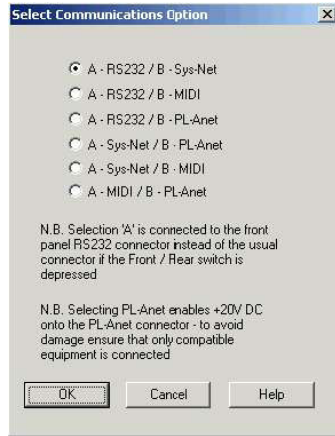 Select Communications Option
A - RS232 / B - Sys-Net
A - RS232 / B - MIDI
A - RS232 / B - PL-Anet
A - Sys-Net / B - PL-Anet
A - Sys-Net / B - MIDI
A - MIDI / B - PL-Anet
N.B. Selection 'A' is connected to the front
panel RS232 connector instead of the usual
connector if the Front / Rear switch is
depressed
N.B. Selecting PL-Anet enables +20V DC
onto the PL-Anet connector - to avoid
damage ensure that only compatible
equipment is connected
OK Cancel Help